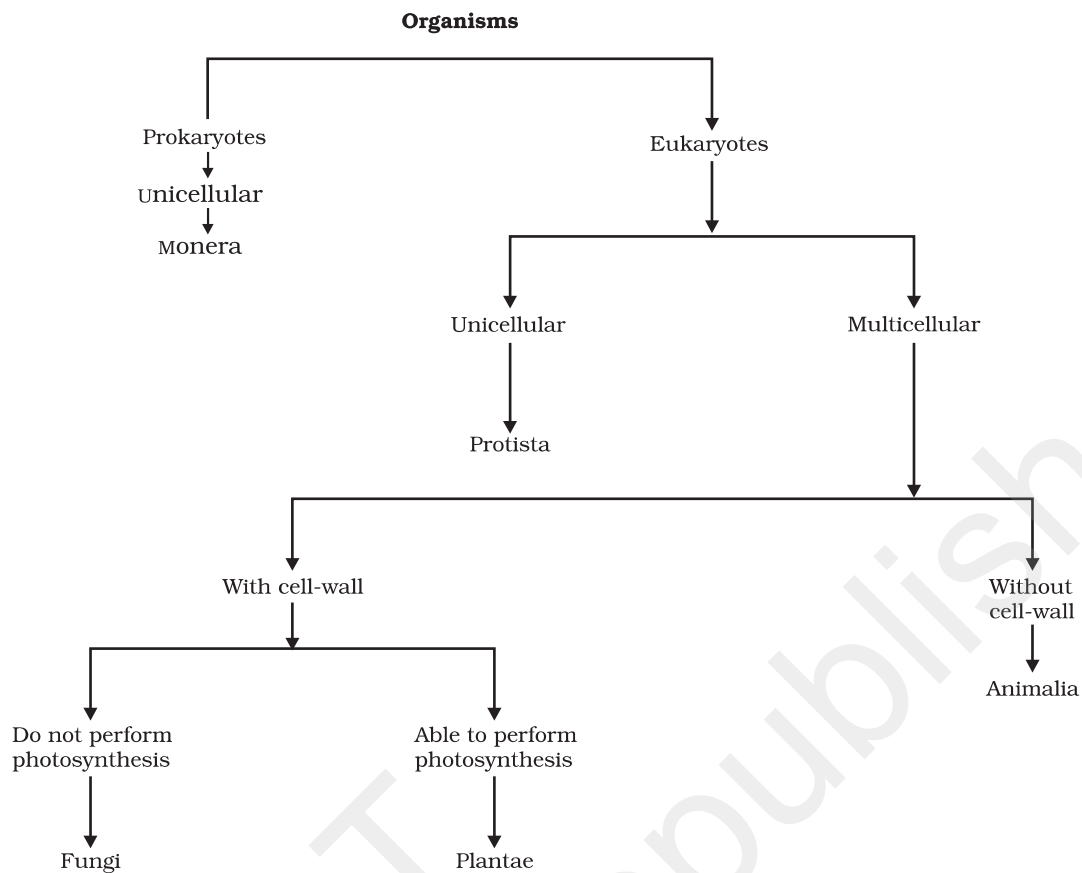 Organisms
Prokaryotes
Eukaryotes
Unicellular
Monera
Unicellular
Multicellular
Protista
With cell-wall
Without
cell-wall
Animalia
Do not perform
photosynthesis
Able to perform
photosynthesis
Fungi
Plantae
publish